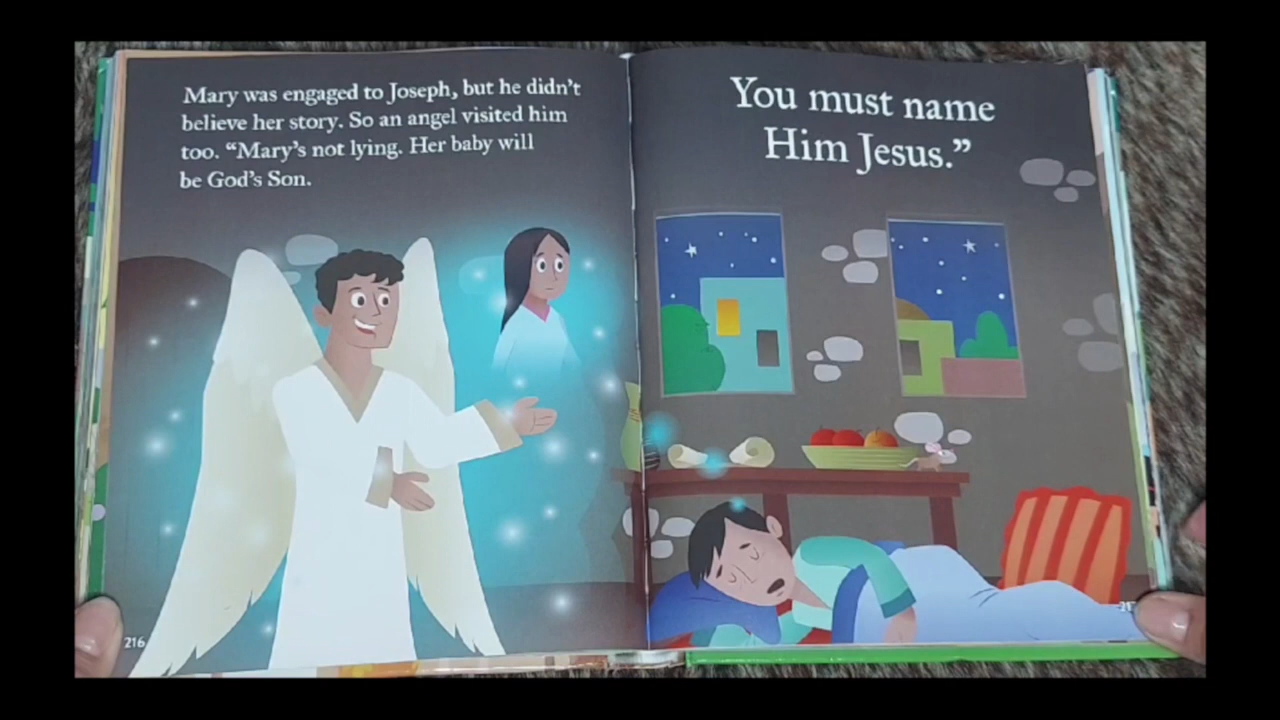 Mary was engaged to Joseph, but he didn't
believe her story. So an angel visited him
too. “Mary's not lying. Her baby will
be God's Son.
You must name
Him Jesus.”
216